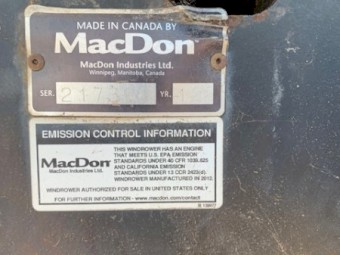 MADE IN CANADA BY
MacDon
MacDon Industries Ltd.
Winnipeg, Manitoba, Canada
SER. 2173 YR.
EMISSION CONTROL INFORMATION
THIS WINDROWER HAS AN ENGINE
THAT MEETS U.S. EPA EMISSION
STANDARDS UNDER 40 CFR 1039.625
MacDon
AND CALIFORNIA EMISSION
MacDon Industries Ltd.
STANDARDS UNDER 13 CCR 2423(d).
WINDROWER MANUFACTURED IN 2012.
WINDROWER AUTHORIZED FOR SALE IN UNITED STATES ONLY
FOR FURTHER INFORMATION - www.macdon.com/contact